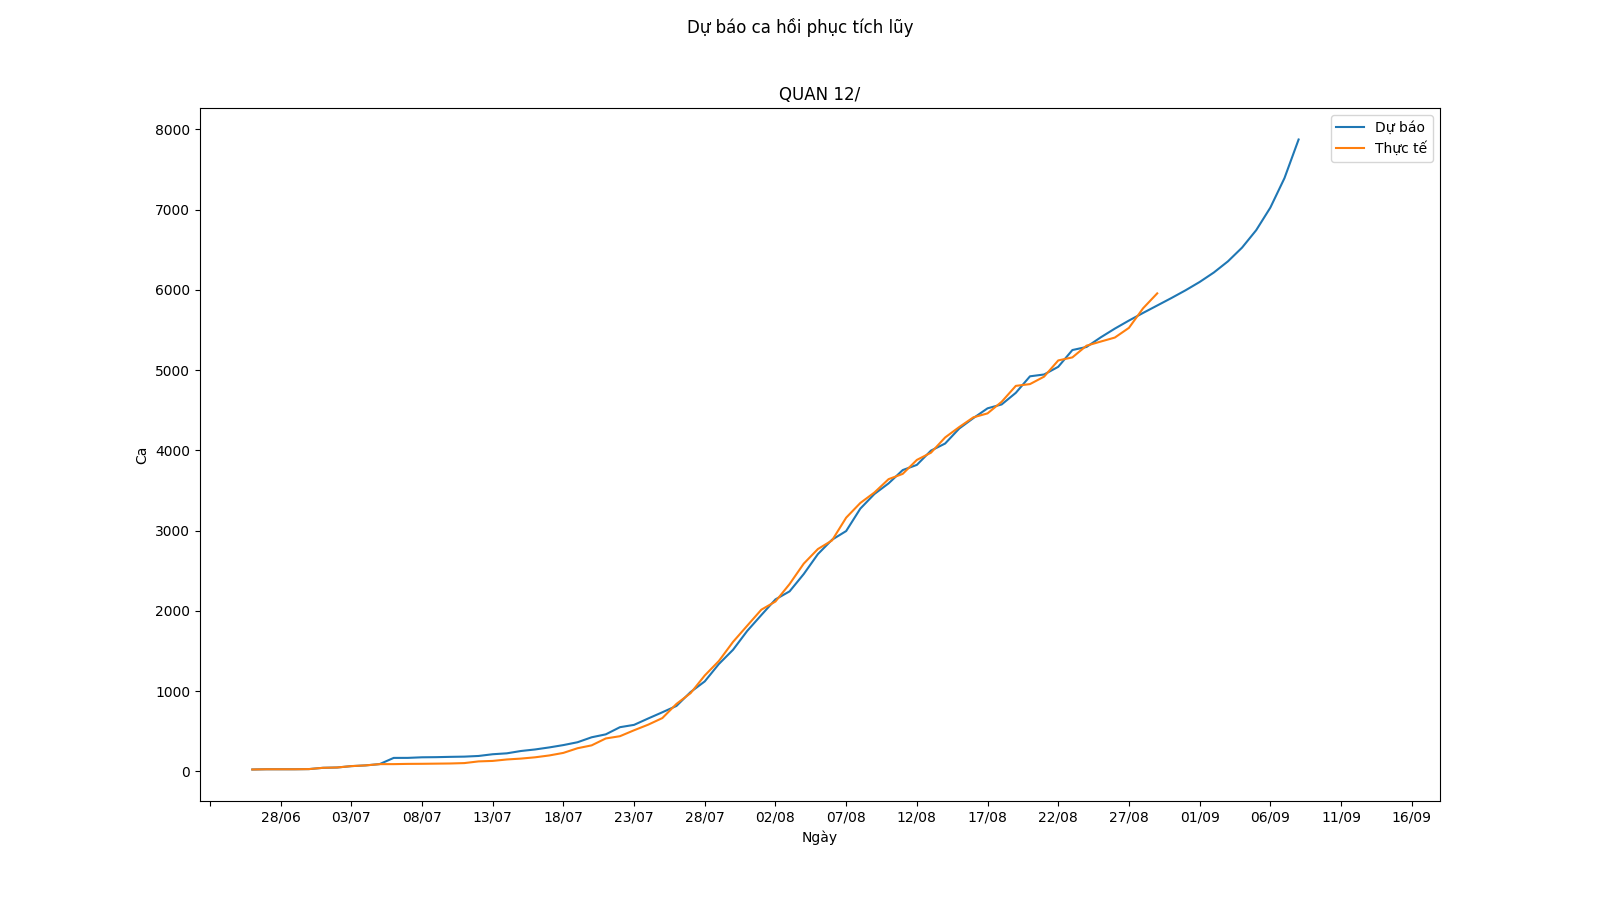 Dự báo ca hồi phục tích lũy
QUAN 12/
Dự báo
Thực tế
8000
7000
6000
5000
4000
3000
2000
1000
0
Ca
28/06 03/07 08/07 13/07 18/07 23/07 28/07 02/08 07/08 12/08 17/08 22/08 27/08 01/09 06/09 11/09 16/09
Ngày